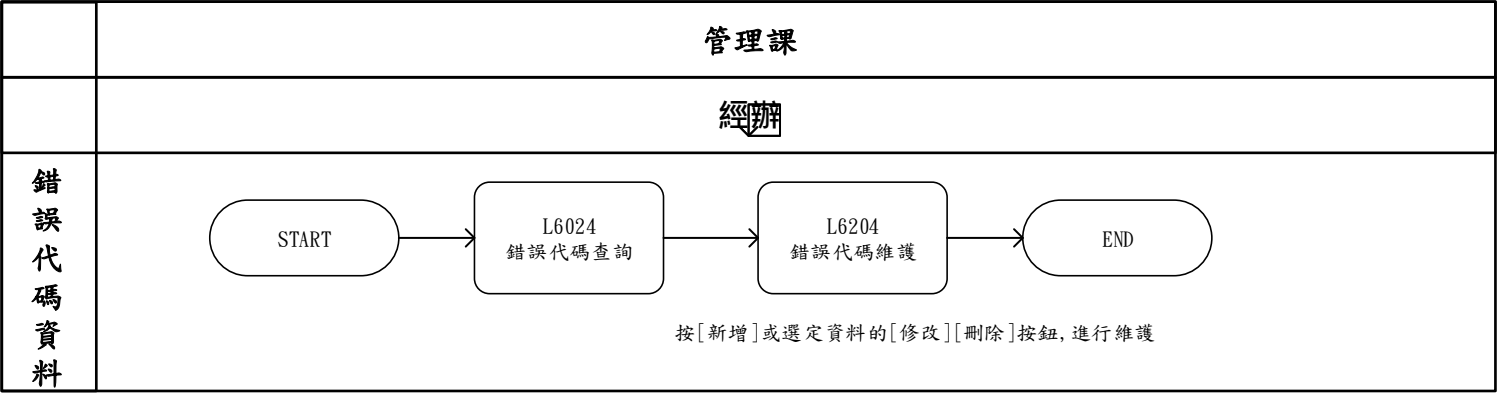 管理課
經辦
錯誤代碼資料
START
L6024
錯誤代碼查詢
L6204
錯誤代碼維護
END
按[新增]或選定資料的[修改][刪除]按鈕,進行維護